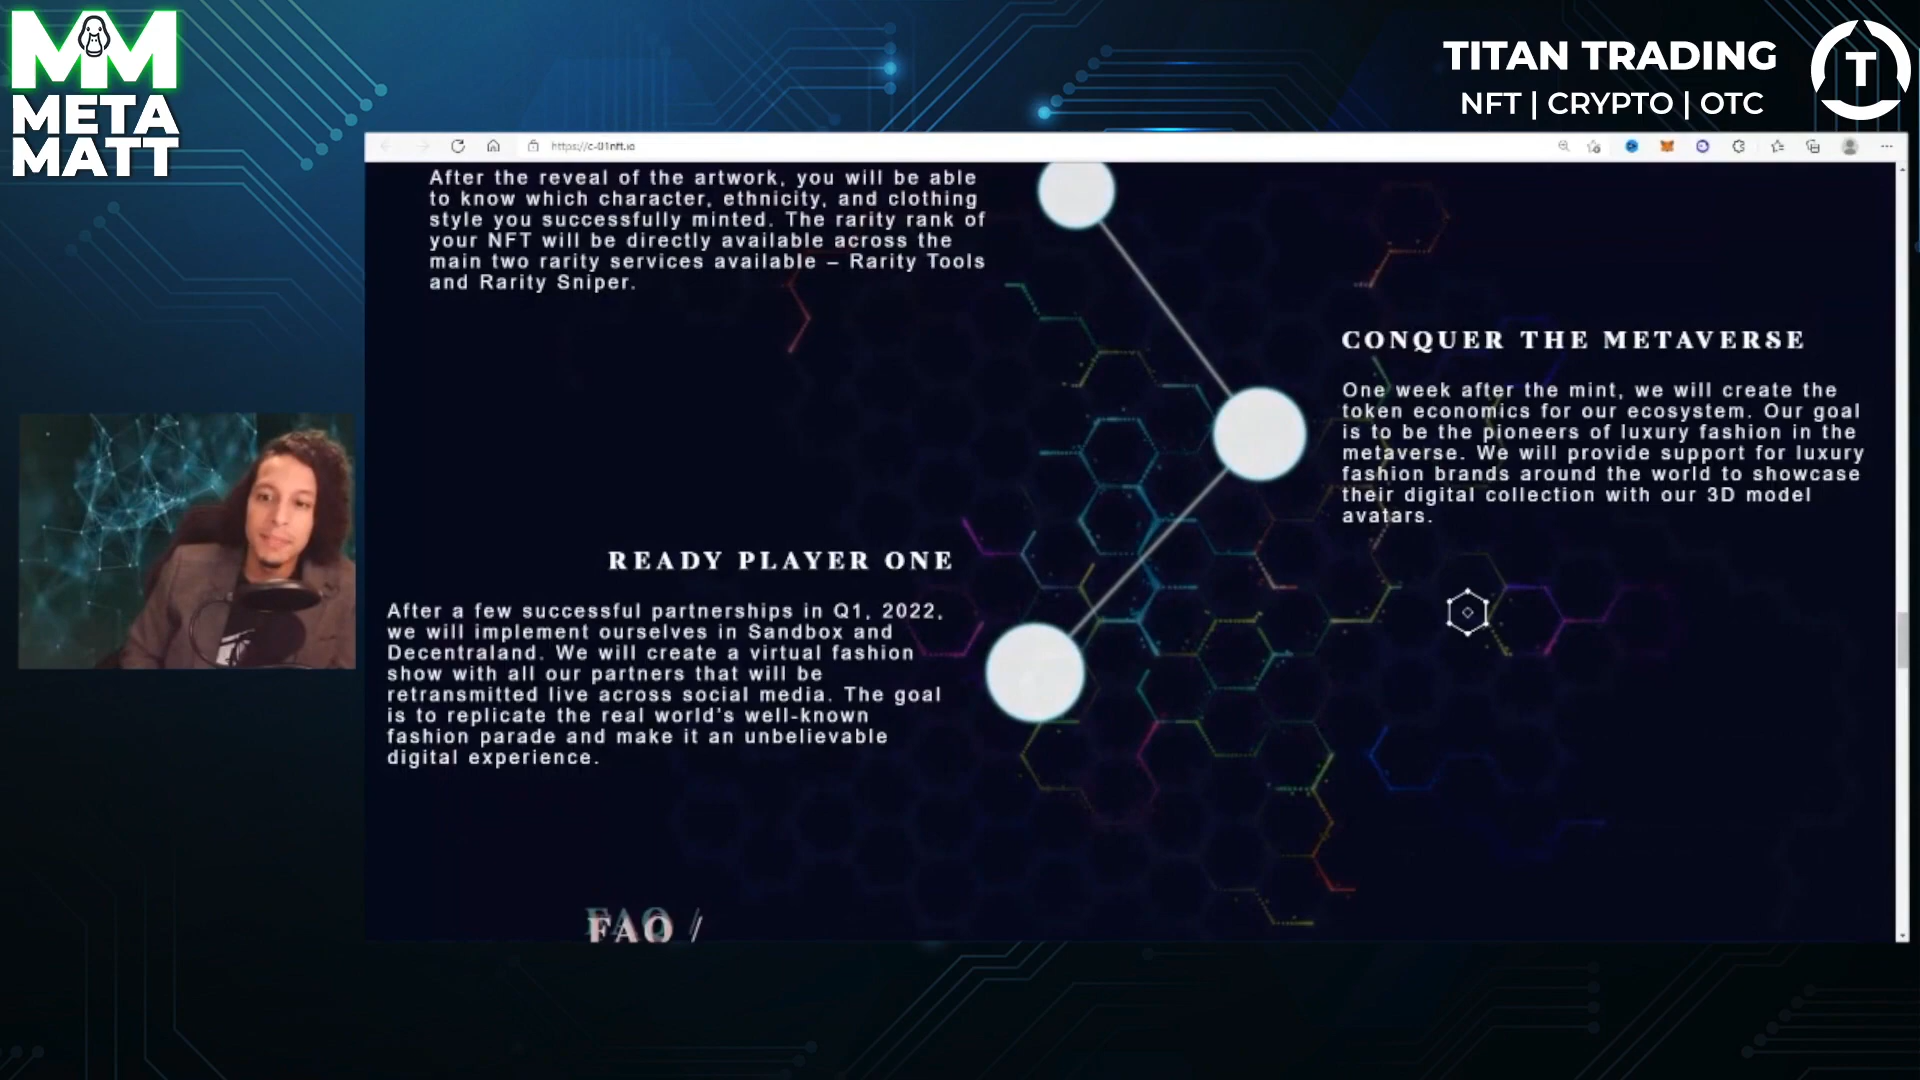 MM
META
MATT
TITAN TRADING
NFT | CRYPTO | OTC
T
https://c-01nft.io
After the reveal of the artwork, you will be able
to know which character, ethnicity, and clothing
style you successfully minted. The rarity rank of
your NFT will be directly available across the
main two rarity services available – Rarity Tools
and Rarity Sniper.
CONQUER THE METAVERSE
One week after the mint, we will create the
token economics for our ecosystem. Our goal
is to be the pioneers of luxury fashion in the
metaverse. We will provide support for luxury
fashion brands around the world to showcase
their digital collection with our 3D model
avatars.
READY PLAYER ONE
After a few successful partnerships in Q1, 2022,
we will implement ourselves in Sandbox and
Decentraland. We will create a virtual fashion
show with all our partners that will be
retransmitted live across social media. The goal
is to replicate the real world's well-known
fashion parade and make it an unbelievable
digital experience.
FAQ /